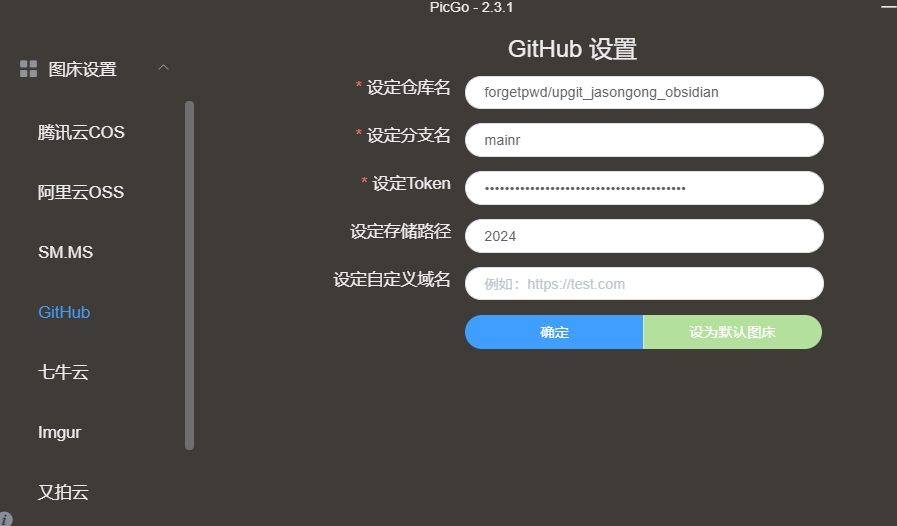 PicGo - 2.3.1
图床设置
腾讯云COS
阿里云OSS
SM.MS
GitHub
七牛云
Imgur
又拍云
GitHub 设置
* 设定仓库名 forgetpwd/upgit_jasongong_obsidian
* 设定分支名 mainr
* 设定Token ••••••••••••••••••••••••••••••••••••••••
设定存储路径 2024
设定自定义域名 例如：https://test.com
确定 设为默认图床